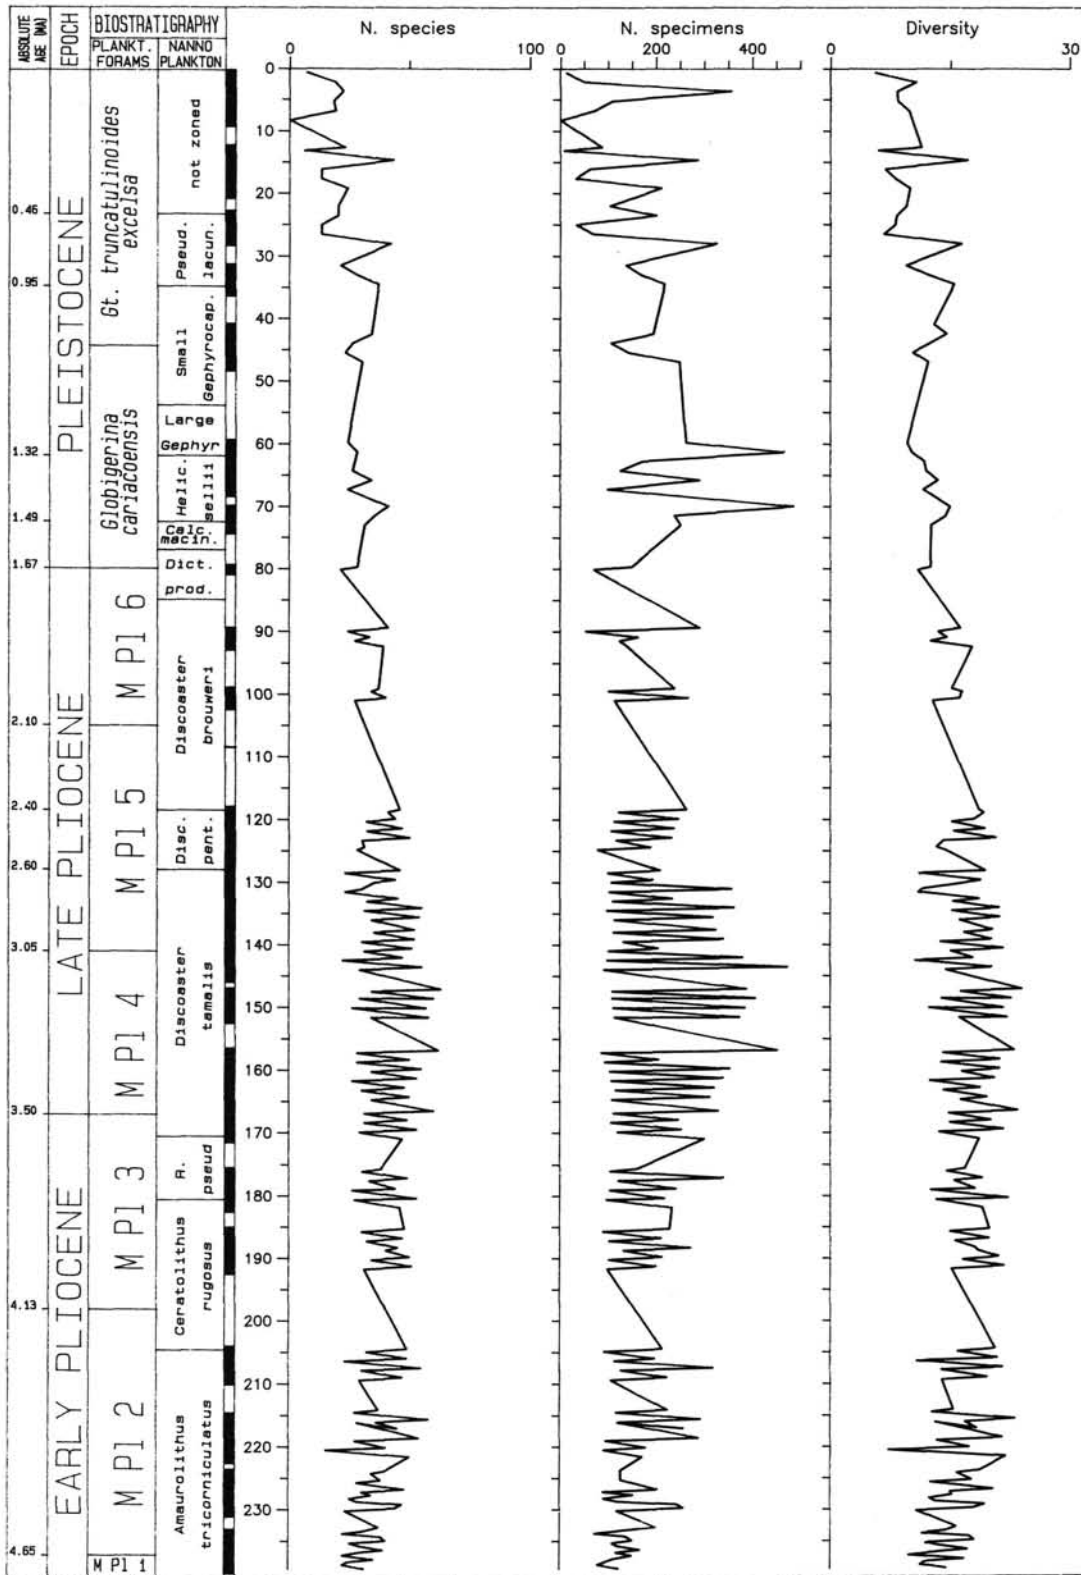 ABSOLUTE
AGE (MA)
EPOCH
BIOSTRATIGRAPHY
PLANKT.
FORAMS
NANNO
PLANKTON
N. species
0 100
N. specimens
0 200 400
Diversity
0 30
0.46
0.95
1.32
1.49
1.67
2.10
2.40
2.60
3.05
3.50
4.13
4.65
PLEISTOCENE
LATE PLIOCENE
EARLY PLIOCENE
Gt. truncatulinoides
excelsa
Globigerina
cariacoensis
M Pl 6
M Pl 5
M Pl 4
M Pl 3
M Pl 2
M Pl 1
not zoned
Pseud.
lacun.
Small
Gephyrocap.
Large
Gephyr
Helic.
sellii
Calc.
macin.
Dict.
prod.
Discoaster
brouweri
Disc.
pent.
Discoaster
tamalis
R.
pseud
Ceratolithus
rugosus
Amaurolithus
tricorniculatus
0
10
20
30
40
50
60
70
80
90
100
110
120
130
140
150
160
170
180
190
200
210
220
230